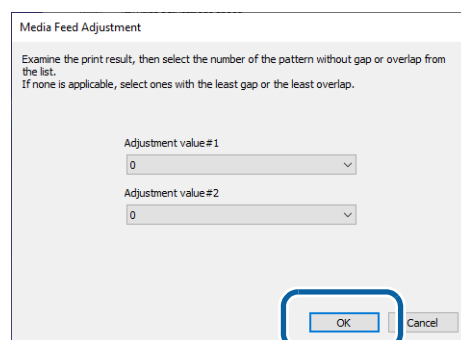 Media Feed Adjustment
Examine the print result, then select the number of the pattern without gap or overlap from
the list.
If none is applicable, select ones with the least gap or the least overlap.
Adjustment value#1
0
Adjustment value#2
0
OK
Cancel